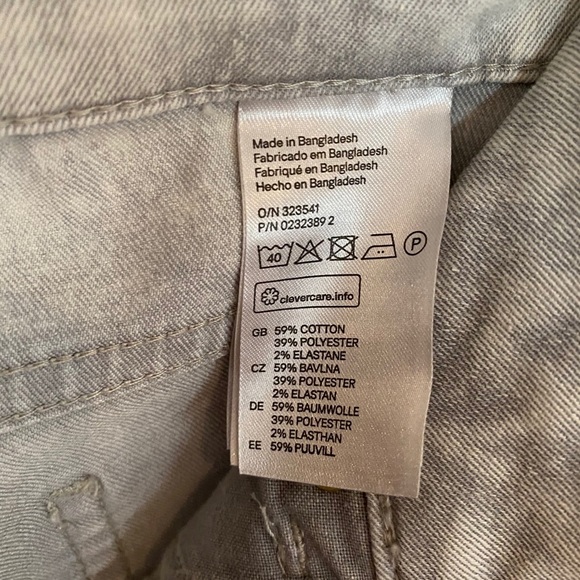 Made in Bangladesh
Fabricado em Bangladesh
Fabriqué en Bangladesh
Hecho en Bangladesh
O/N 323541
P/N 0232389 2
40 P
clevercare.info
GB 59% COTTON
39% POLYESTER
2% ELASTANE
CZ 59% BAVLNA
39% POLYESTER
2% ELASTAN
DE 59% BAUMWOLLE
39% POLYESTER
2% ELASTHAN
EE 59% PUUVILL